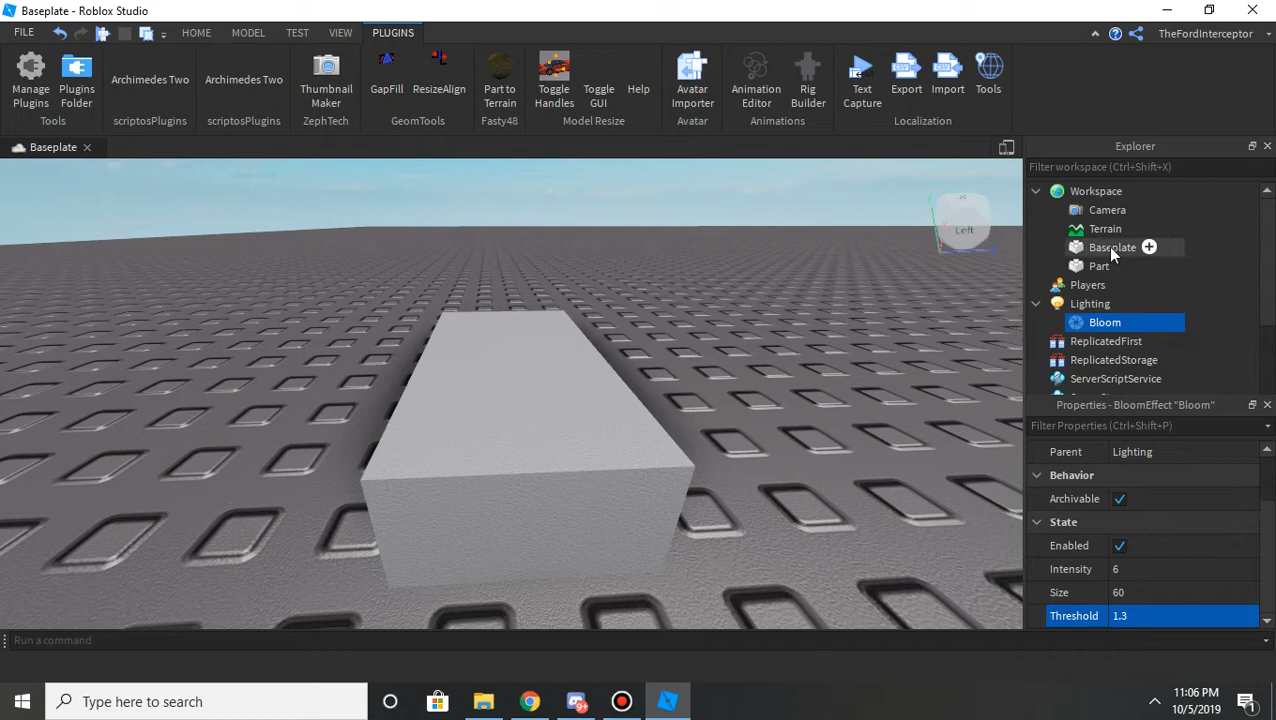 Baseplate - Roblox Studio
FILE HOME MODEL TEST VIEW PLUGINS TheFordInterceptor
Manage Plugins
Plugins Folder
Tools
Archimedes Two
scriptosPlugins
Archimedes Two
scriptosPlugins
Thumbnail Maker
ZephTech
GapFill
ResizeAlign
GeomTools
Part to Terrain
Fasty48
Toggle Handles
Toggle GUI
Help
Model Resize
Avatar Importer
Avatar
Animation Editor
Rig Builder
Animations
Text Capture
Export
Import
Tools
Localization
Baseplate
Left
Explorer
Filter workspace (Ctrl+Shift+X)
Workspace
Camera
Terrain
Baseplate
Part
Players
Lighting
Bloom
ReplicatedFirst
ReplicatedStorage
ServerScriptService
Properties - BloomEffect "Bloom"
Filter Properties (Ctrl+Shift+P)
Parent Lighting
Behavior
Archivable
State
Enabled
Intensity 6
Size 60
Threshold 1.3
Run a command
Type here to search
9+
11:06 PM
10/5/2019
1